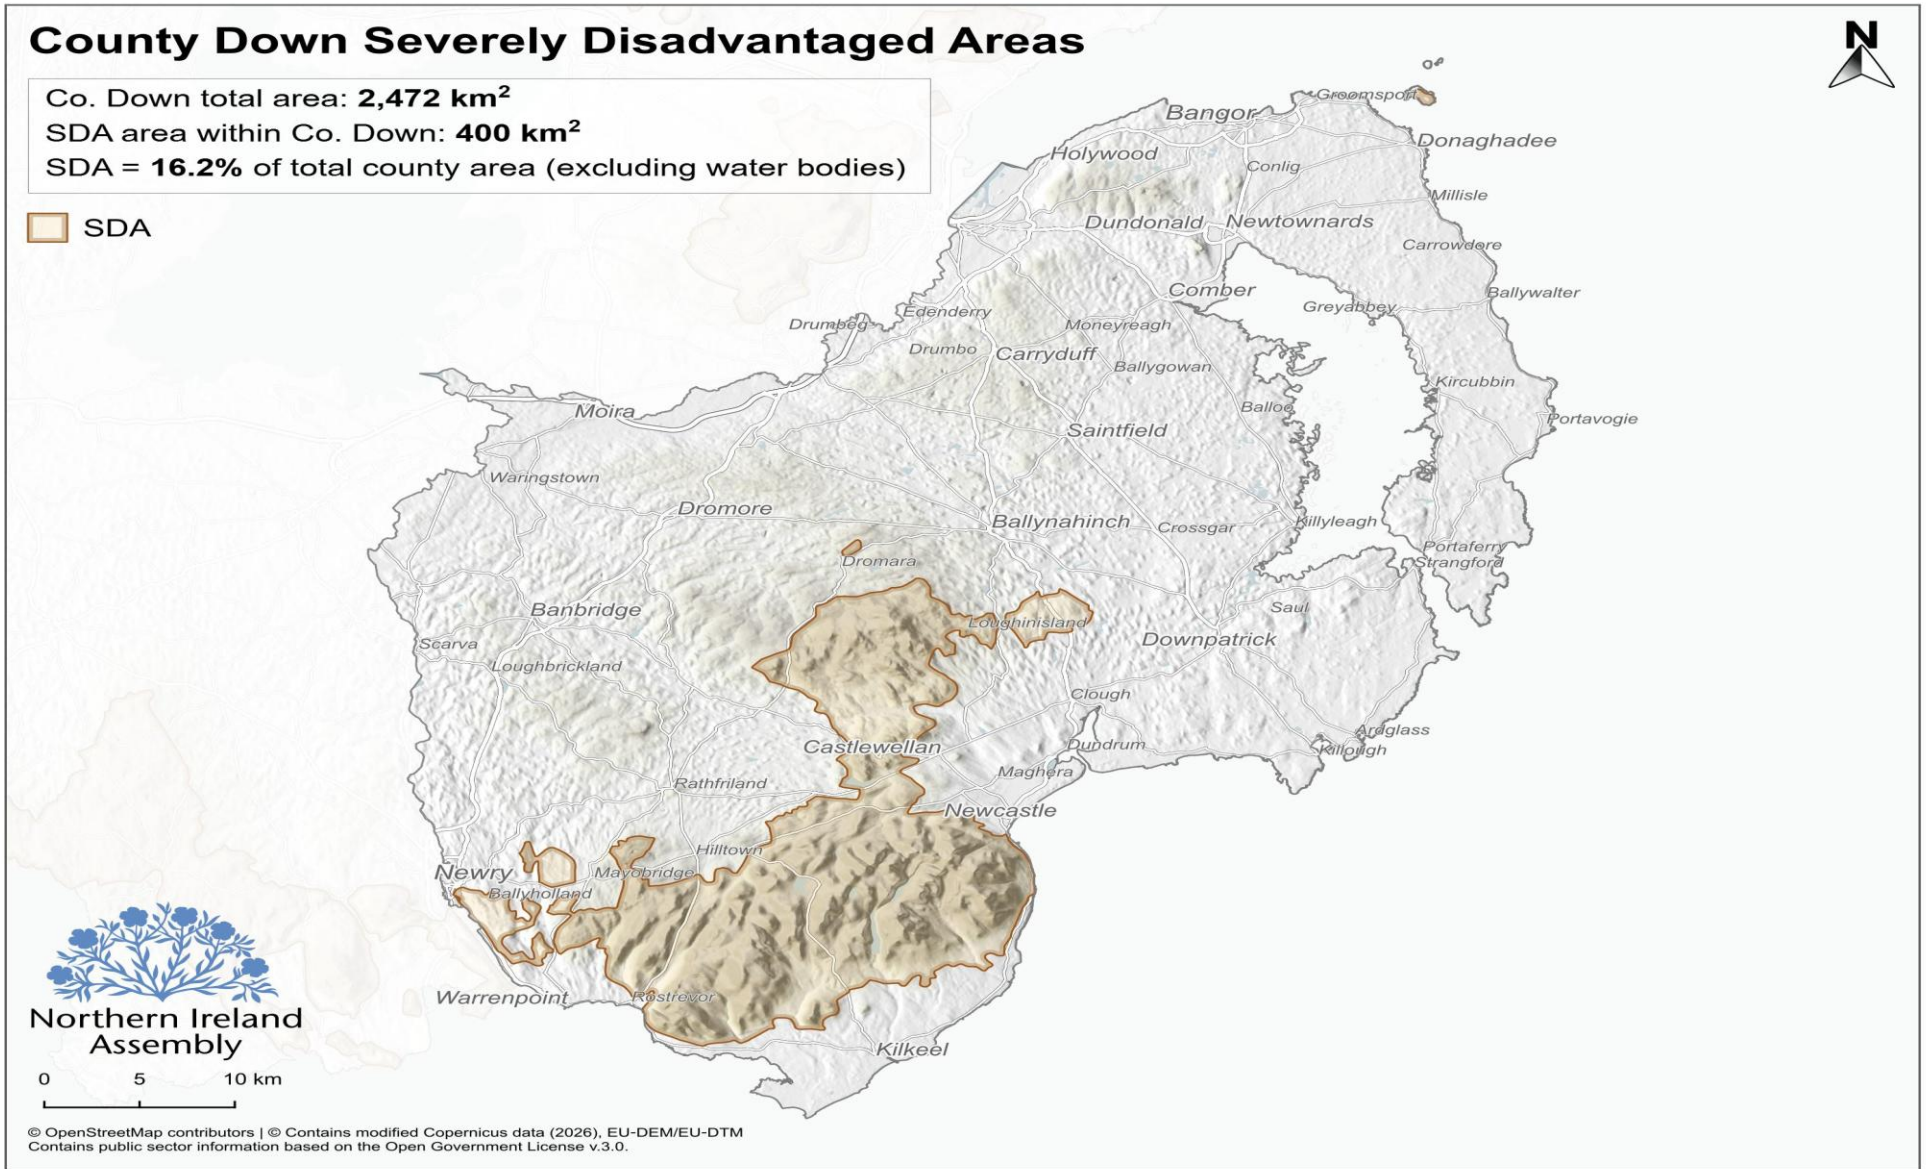 County Down Severely Disadvantaged Areas
N
Co. Down total area: 2,472 km²
SDA area within Co. Down: 400 km²
SDA = 16.2% of total county area (excluding water bodies)
SDA
Groomsport
Bangor
Donaghadee
Holywood
Conlig
Millisle
Dundonald
Newtownards
Carrowdore
Comber
Ballywalter
Greyabbey
Edenderry
Drumbeg
Moneyreagh
Drumbo
Carryduff
Ballygowan
Kircubbin
Moira
Balloo
Portavogie
Saintfield
Waringstown
Dromore
Ballynahinch
Crossgar
Killyleagh
Portaferry
Strangford
Dromara
Banbridge
Saul
Loughinisland
Scarva
Downpatrick
Loughbrickland
Clough
Ardglass
Castlewellan
Dundrum
Killough
Maghera
Rathfriland
Newcastle
Hilltown
Newry
Mayobridge
Ballyholland
Warrenpoint
Rostrevor
Kilkeel
Northern Ireland
Assembly
0 5 10 km
© OpenStreetMap contributors | © Contains modified Copernicus data (2026), EU-DEM/EU-DTM
Contains public sector information based on the Open Government License v.3.0.